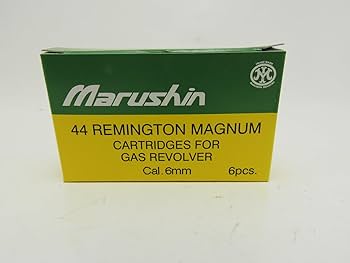 Marushin
44 REMINGTON MAGNUM
CARTRIDGES FOR
GAS REVOLVER
Cal. 6mm 6pcs.